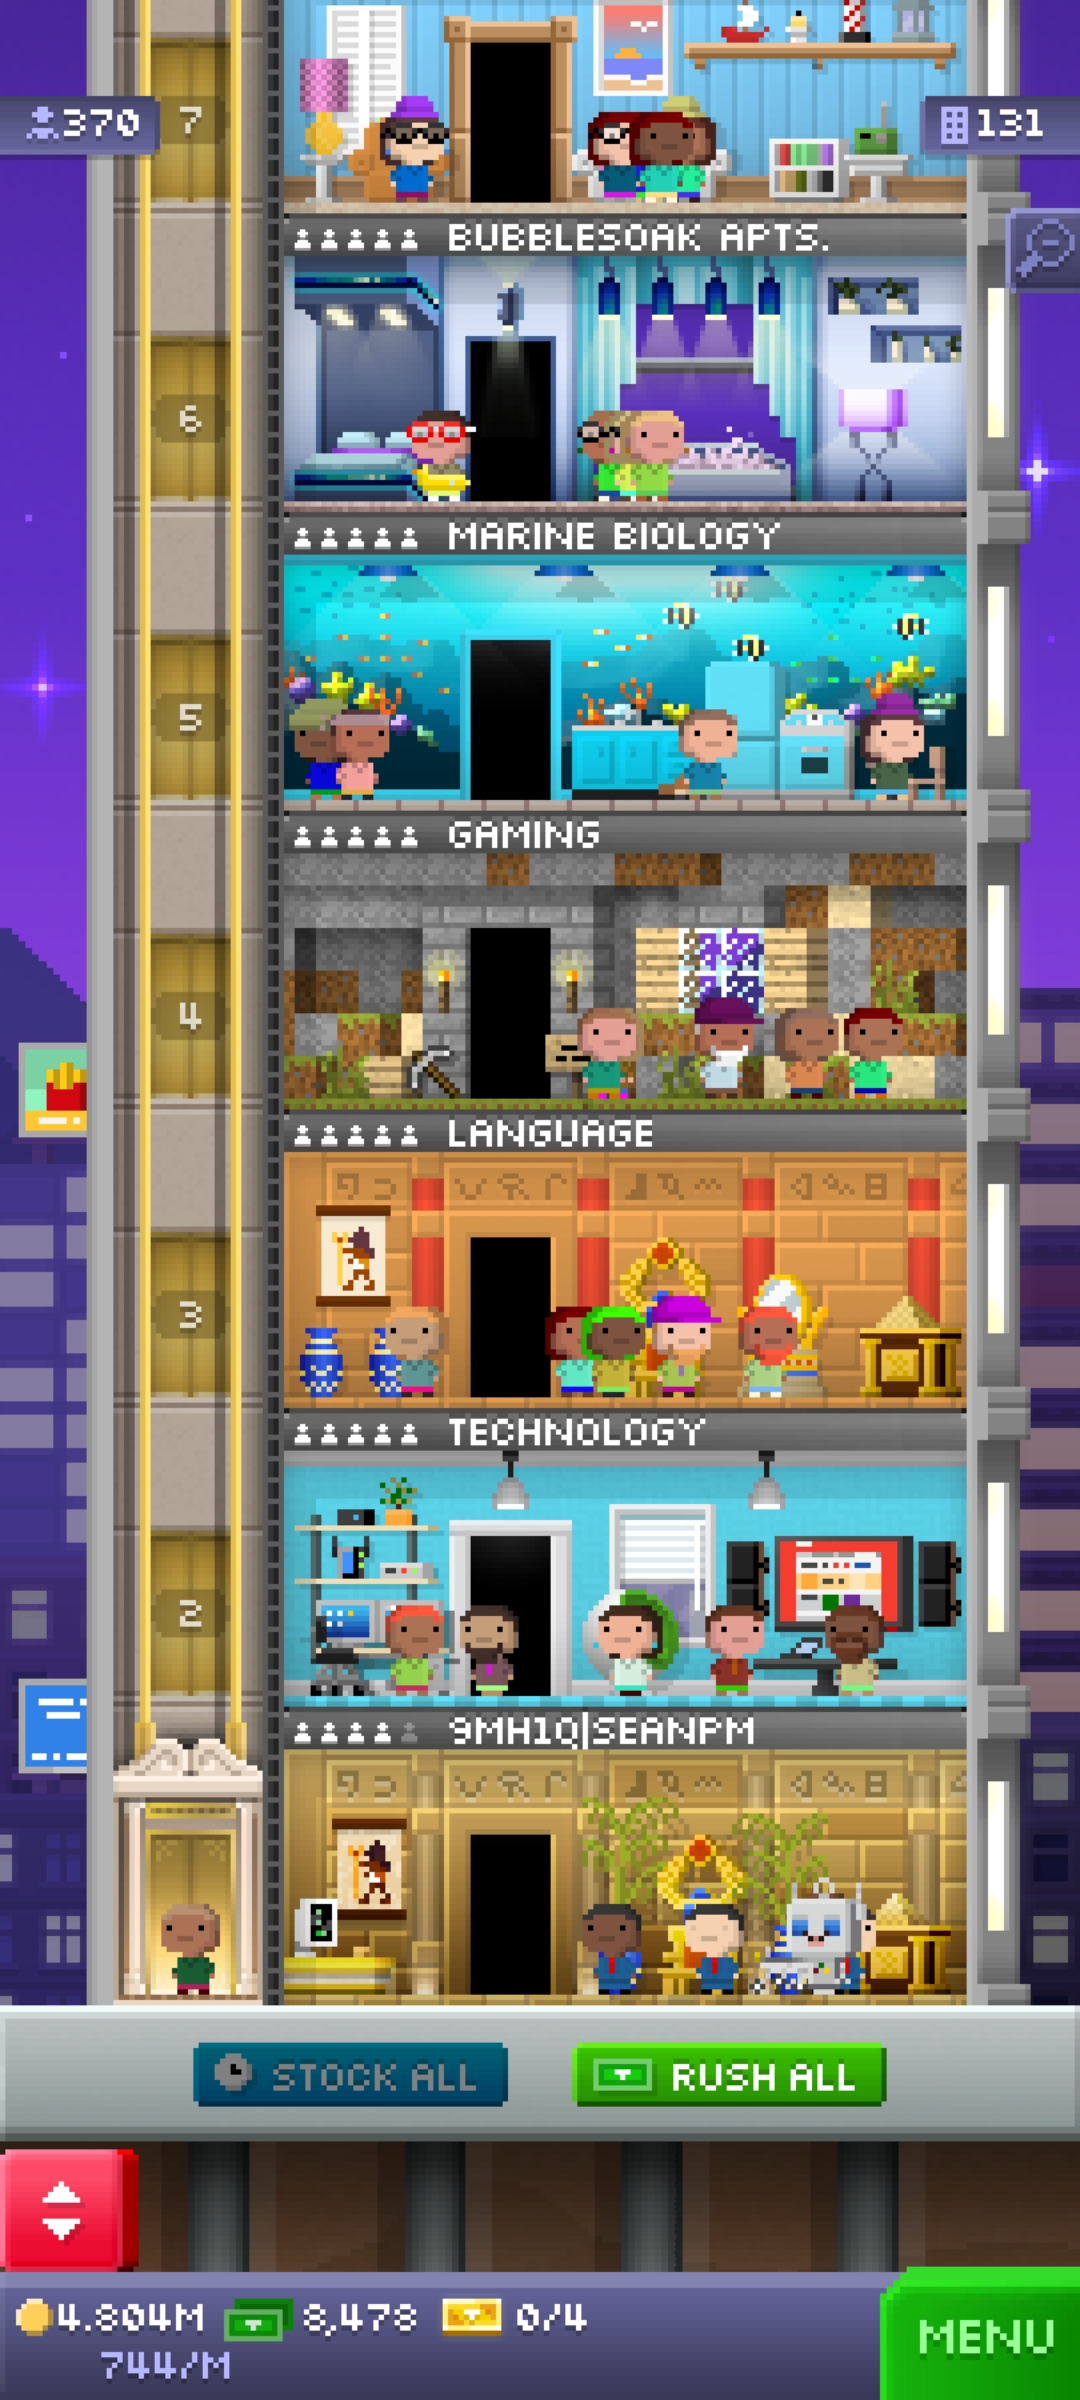 370
7
131
BUBBLESOAK APTS.
6
MARINE BIOLOGY
5
GAMING
4
LANGUAGE
3
TECHNOLOGY
2
9MH1Q|SEANPM
STOCK ALL
RUSH ALL
4.804M
8,478
0/4
744/M
MENU